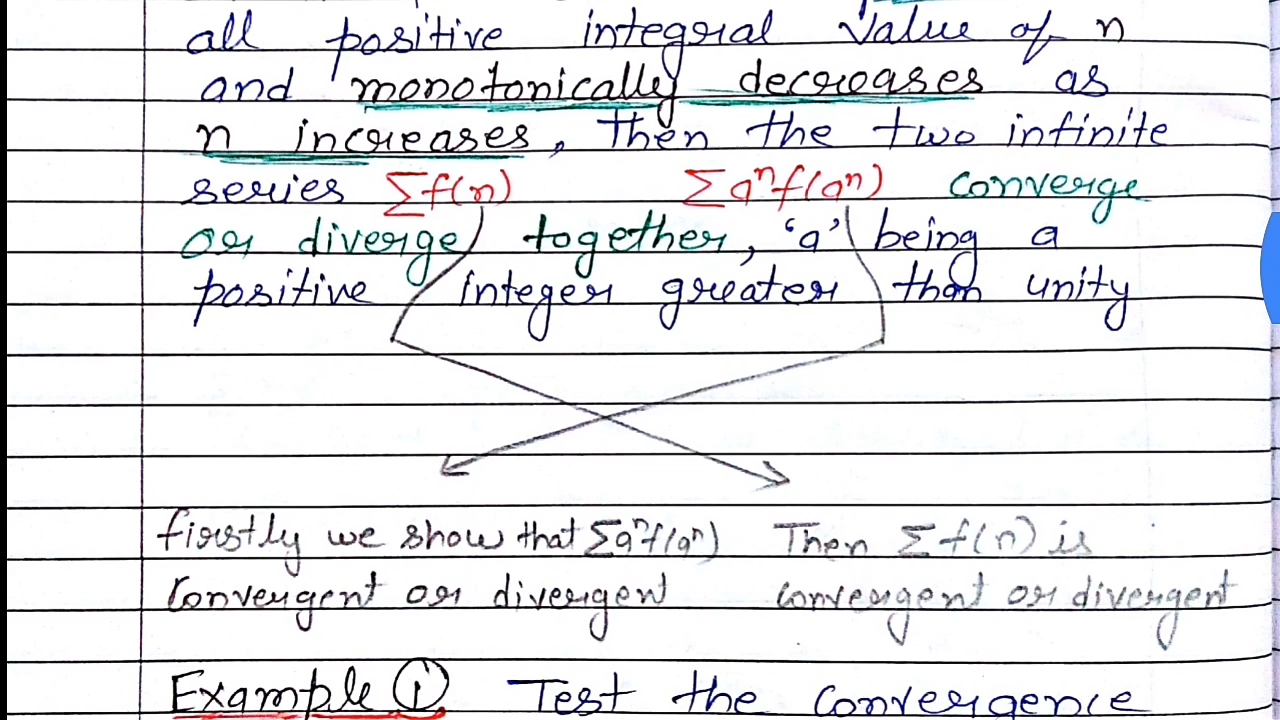 all positive integral value of n
and monotonically decreases as
n increases, then the two infinite
series Σf(n) Σaⁿf(aⁿ) converge
or diverge together, 'a' being a
positive integer greater than unity
firstly we show that Σaⁿf(aⁿ) Then Σf(n) is
convergent or divergent convergent or divergent
Example (i) Test the convergence